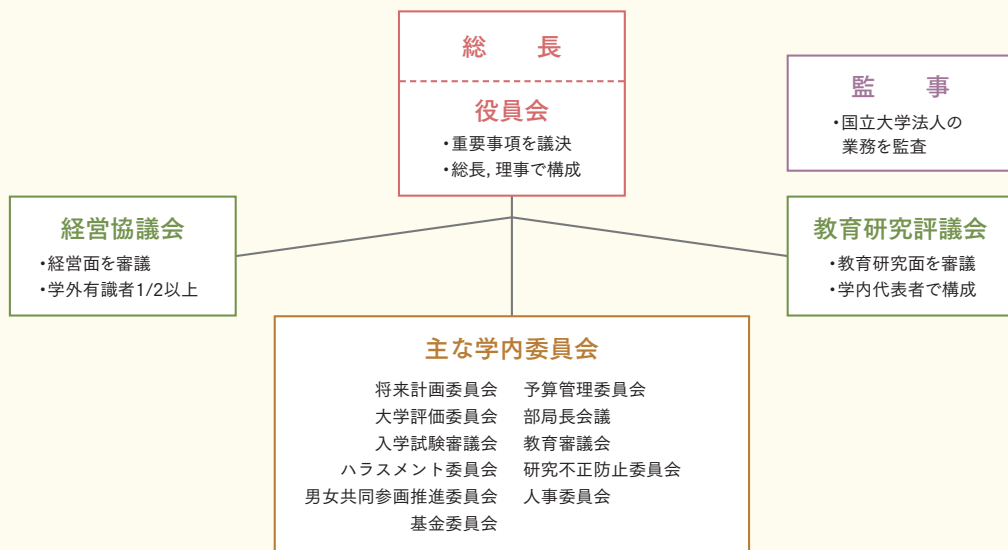 総　長
役員会
・重要事項を議決
・総長, 理事で構成
監　事
・国立大学法人の
業務を監査
経営協議会
・経営面を審議
・学外有識者1/2以上
教育研究評議会
・教育研究面を審議
・学内代表者で構成
主な学内委員会
将来計画委員会　予算管理委員会
大学評価委員会　部局長会議
入学試験審議会　教育審議会
ハラスメント委員会　研究不正防止委員会
男女共同参画推進委員会　人事委員会
基金委員会